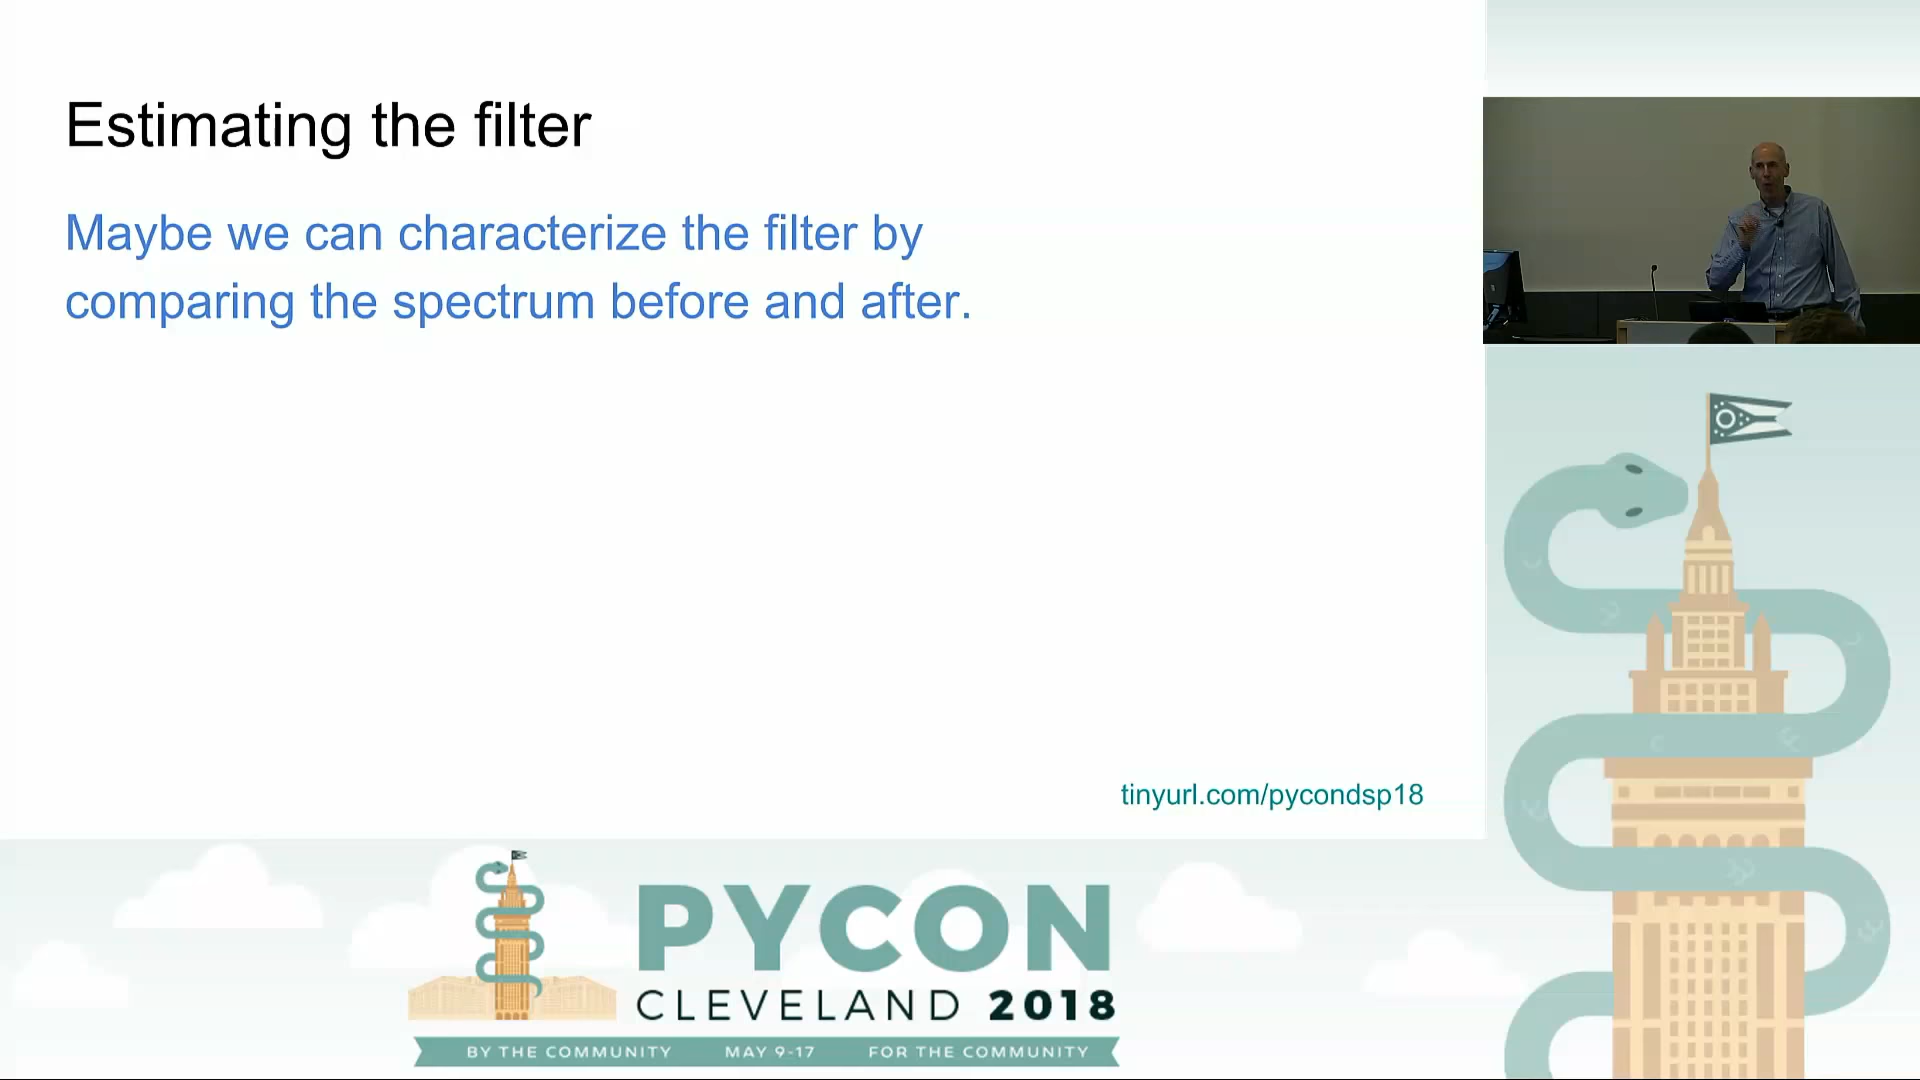 Estimating the filter
Maybe we can characterize the filter by
comparing the spectrum before and after.
tinyurl.com/pycondsp18
PYCON
CLEVELAND 2018
BY THE COMMUNITY MAY 9-17 FOR THE COMMUNITY